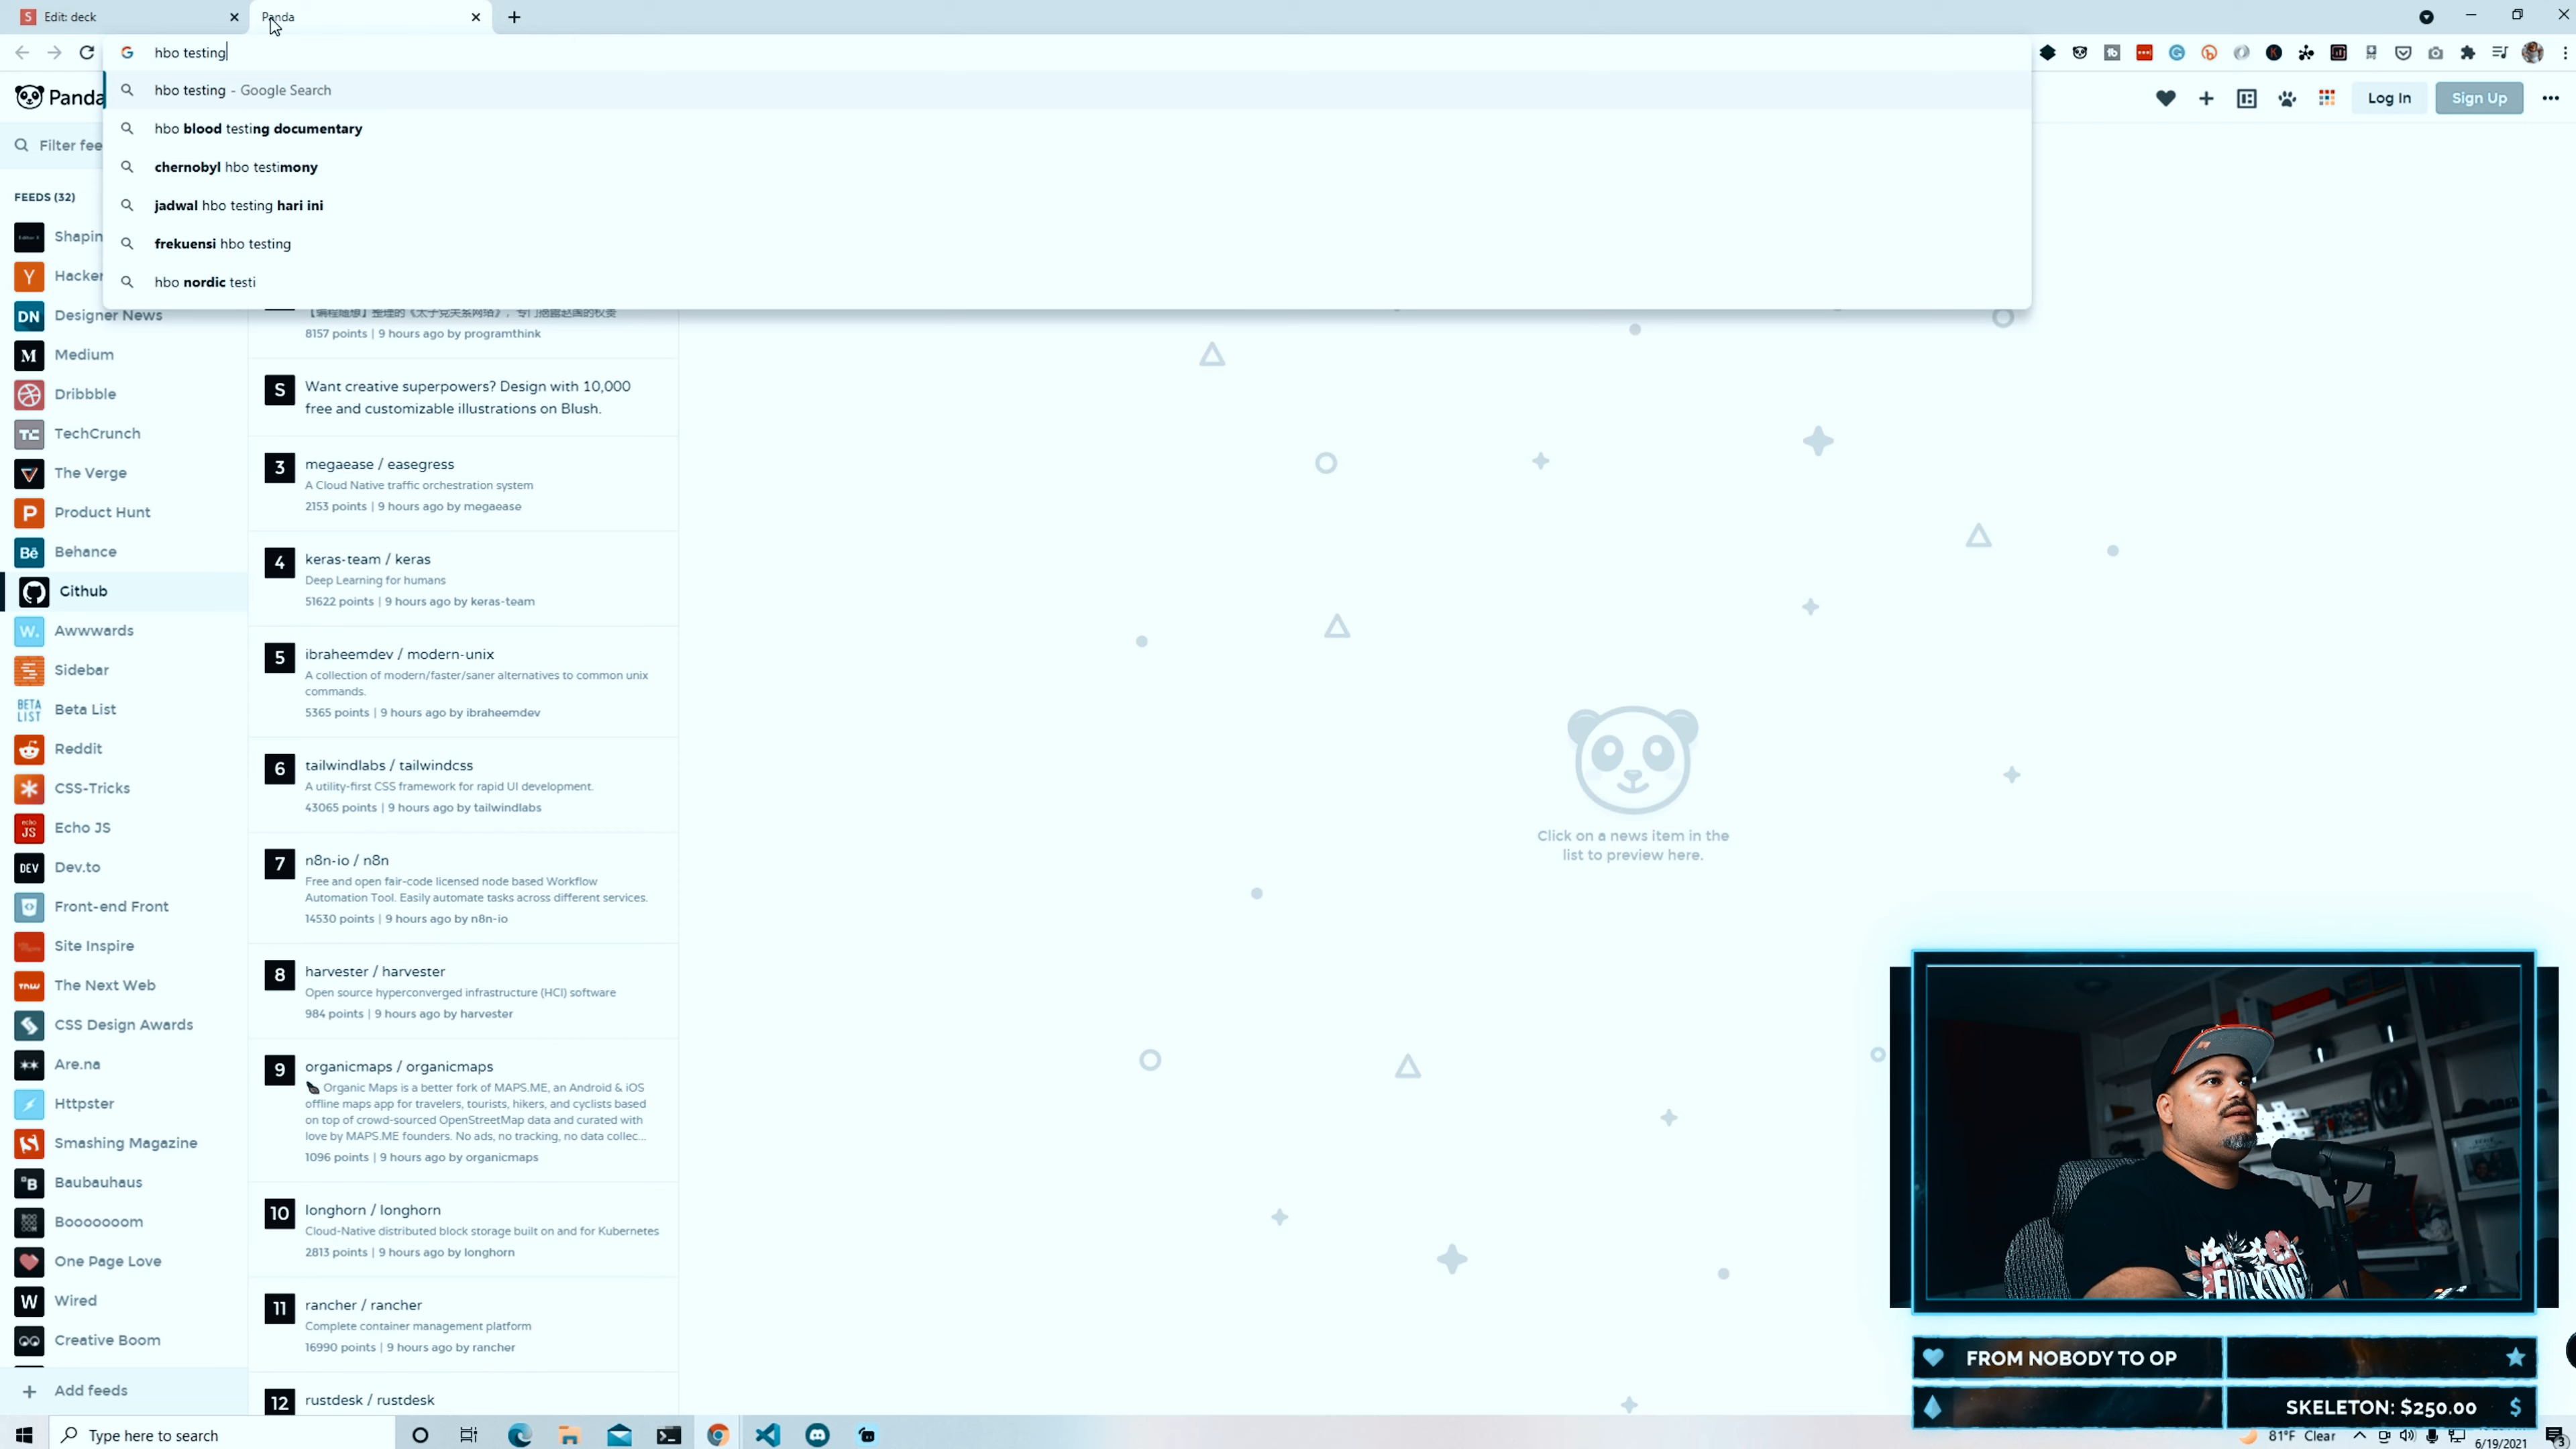 Edit: deck
Panda
hbo testing
hbo testing - Google Search
hbo blood testing documentary
chernobyl hbo testimony
jadwal hbo testing hari ini
frekuensi hbo testing
hbo nordic testi
Panda
Log In
Sign Up
Filter fee
FEEDS (32)
Shapin
Hacker
DN Designer News
M Medium
Dribbble
TC TechCrunch
The Verge
P Product Hunt
Bē Behance
Github
W. Awwwards
Sidebar
BETA LIST Beta List
Reddit
CSS-Tricks
echo JS Echo JS
DEV Dev.to
Front-end Front
Site Inspire
TNW The Next Web
CSS Design Awards
Are.na
Httpster
Smashing Magazine
B Baubauhaus
Booooooom
One Page Love
W Wired
Creative Boom
Add feeds
8157 points | 9 hours ago by programthink
S Want creative superpowers? Design with 10,000
free and customizable illustrations on Blush.
3 megaease / easegress
A Cloud Native traffic orchestration system
2153 points | 9 hours ago by megaease
4 keras-team / keras
Deep Learning for humans
51622 points | 9 hours ago by keras-team
5 ibraheemdev / modern-unix
A collection of modern/faster/saner alternatives to common unix
commands.
5365 points | 9 hours ago by ibraheemdev
6 tailwindlabs / tailwindcss
A utility-first CSS framework for rapid UI development.
43065 points | 9 hours ago by tailwindlabs
7 n8n-io / n8n
Free and open fair-code licensed node based Workflow
Automation Tool. Easily automate tasks across different services.
14530 points | 9 hours ago by n8n-io
8 harvester / harvester
Open source hyperconverged infrastructure (HCI) software
984 points | 9 hours ago by harvester
9 organicmaps / organicmaps
Organic Maps is a better fork of MAPS.ME, an Android & iOS
offline maps app for travelers, tourists, hikers, and cyclists based
on top of crowd-sourced OpenStreetMap data and curated with
love by MAPS.ME founders. No ads, no tracking, no data collec...
1096 points | 9 hours ago by organicmaps
10 longhorn / longhorn
Cloud-Native distributed block storage built on and for Kubernetes
2813 points | 9 hours ago by longhorn
11 rancher / rancher
Complete container management platform
16990 points | 9 hours ago by rancher
12 rustdesk / rustdesk
Click on a news item in the
list to preview here.
FUCKING
FROM NOBODY TO OP
SKELETON: $250.00 $
Type here to search
81°F Clear
6/19/2021
3